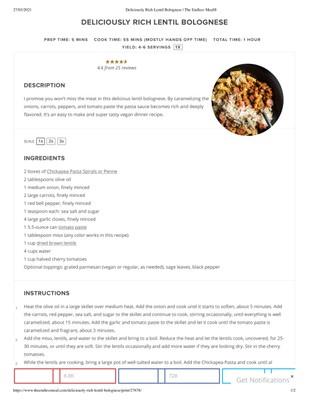 27/03/2021 Deliciously Rich Lentil Bolognese | The Endless Meal®
DELICIOUSLY RICH LENTIL BOLOGNESE
PREP TIME: 5 MINS COOK TIME: 55 MINS (MOSTLY HANDS OFF TIME) TOTAL TIME: 1 HOUR
YIELD: 4-6 SERVINGS 1X
4.6 from 25 reviews
DESCRIPTION
I promise you won't miss the meat in this delicious lentil bolognese. By caramelizing the
onions, carrots, peppers, and tomato paste the pasta sauce becomes rich and deeply
flavored. It's an easy to make and super tasty vegan dinner recipe.
SCALE 1x 2x 3x
INGREDIENTS
2 boxes of Chickapea Pasta Spirals or Penne
2 tablespoons olive oil
1 medium onion, finely minced
2 large carrots, finely minced
1 red bell pepper, finely minced
1 teaspoon each: sea salt and sugar
4 large garlic cloves, finely minced
1 5.5-ounce can tomato paste
1 tablespoon miso (any color works in this recipe)
1 cup dried brown lentils
4 cups water
1 cup halved cherry tomatoes
Optional toppings: grated parmesan (vegan or regular, as needed), sage leaves, black pepper
INSTRUCTIONS
1. Heat the olive oil in a large skillet over medium heat. Add the onion and cook until it starts to soften, about 5 minutes. Add
the carrots, red pepper, sea salt, and sugar to the skillet and continue to cook, stirring occasionally, until everything is well
caramelized, about 15 minutes. Add the garlic and tomato paste to the skillet and let it cook until the tomato paste is
caramelized and fragrant, about 3 minutes.
2. Add the miso, lentils, and water to the skillet and bring to a boil. Reduce the heat and let the lentils cook, uncovered, for 25-
30 minutes, or until they are soft. Stir the lentils occasionally and add more water if they are looking dry. Stir in the cherry
tomatoes.
3. While the lentils are cooking, bring a large pot of well-salted water to a boil. Add the Chickapea Pasta and cook until al
728
Get Notifications
1/2